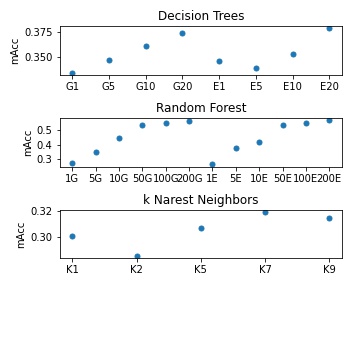 Decision Trees
mAcc
0.375
0.350
G1 G5 G10 G20 E1 E5 E10 E20
Random Forest
mAcc
0.5
0.4
0.3
1G 5G 10G 50G 100G 200G 1E 5E 10E 50E 100E 200E
k Narest Neighbors
mAcc
0.32
0.30
K1 K2 K5 K7 K9